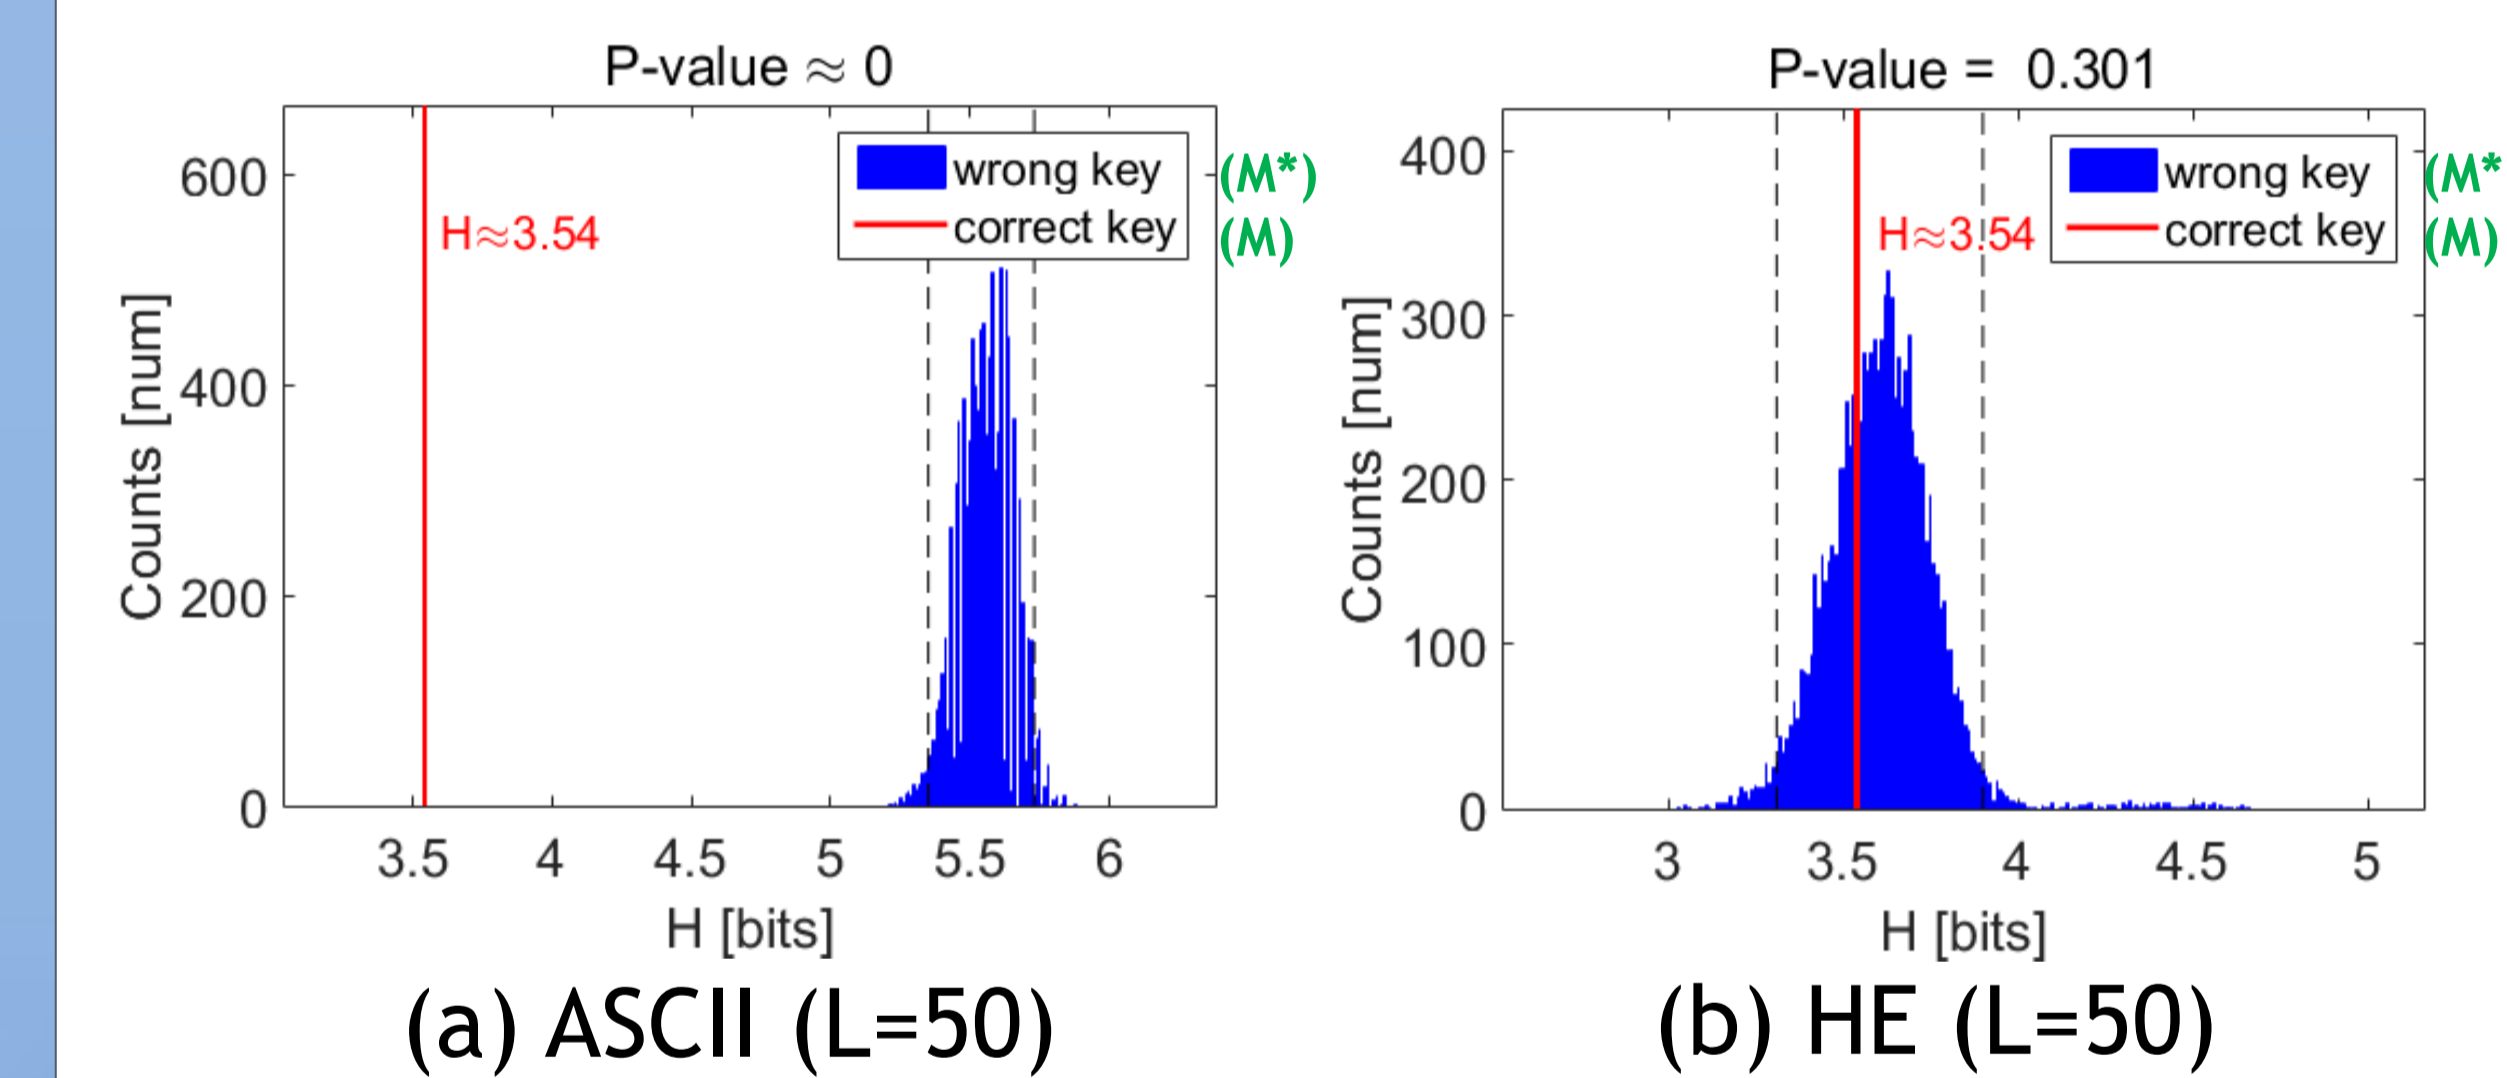 P-value ≈ 0
Counts [num]
600
400
200
0
3.5 4 4.5 5 5.5 6
H [bits]
H≈3.54
wrong key (M*)
correct key (M)
(a) ASCII (L=50)
P-value = 0.301
Counts [num]
400
300
200
100
0
3 3.5 4 4.5 5
H [bits]
H≈3.54
wrong key (M*
correct key (M)
(b) HE (L=50)